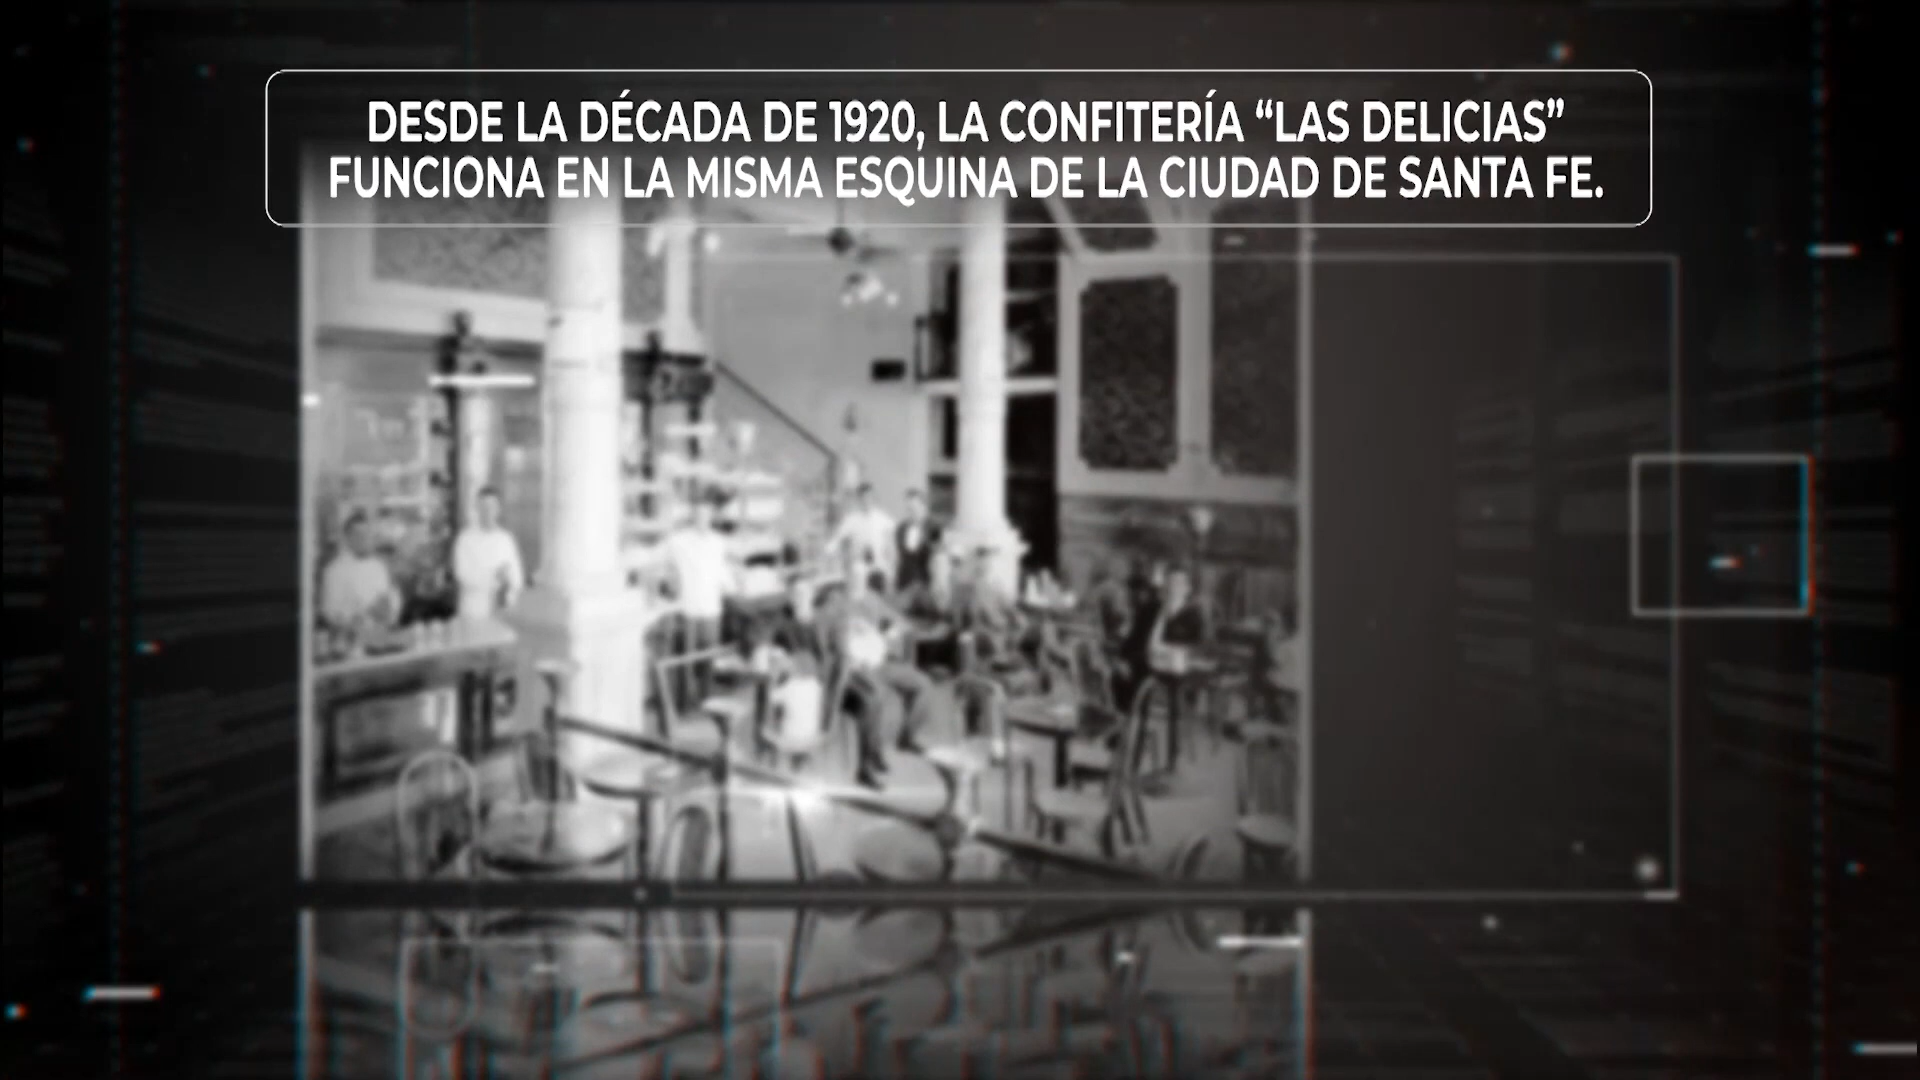 DESDE LA DÉCADA DE 1920, LA CONFITERÍA “LAS DELICIAS”
FUNCIONA EN LA MISMA ESQUINA DE LA CIUDAD DE SANTA FE.